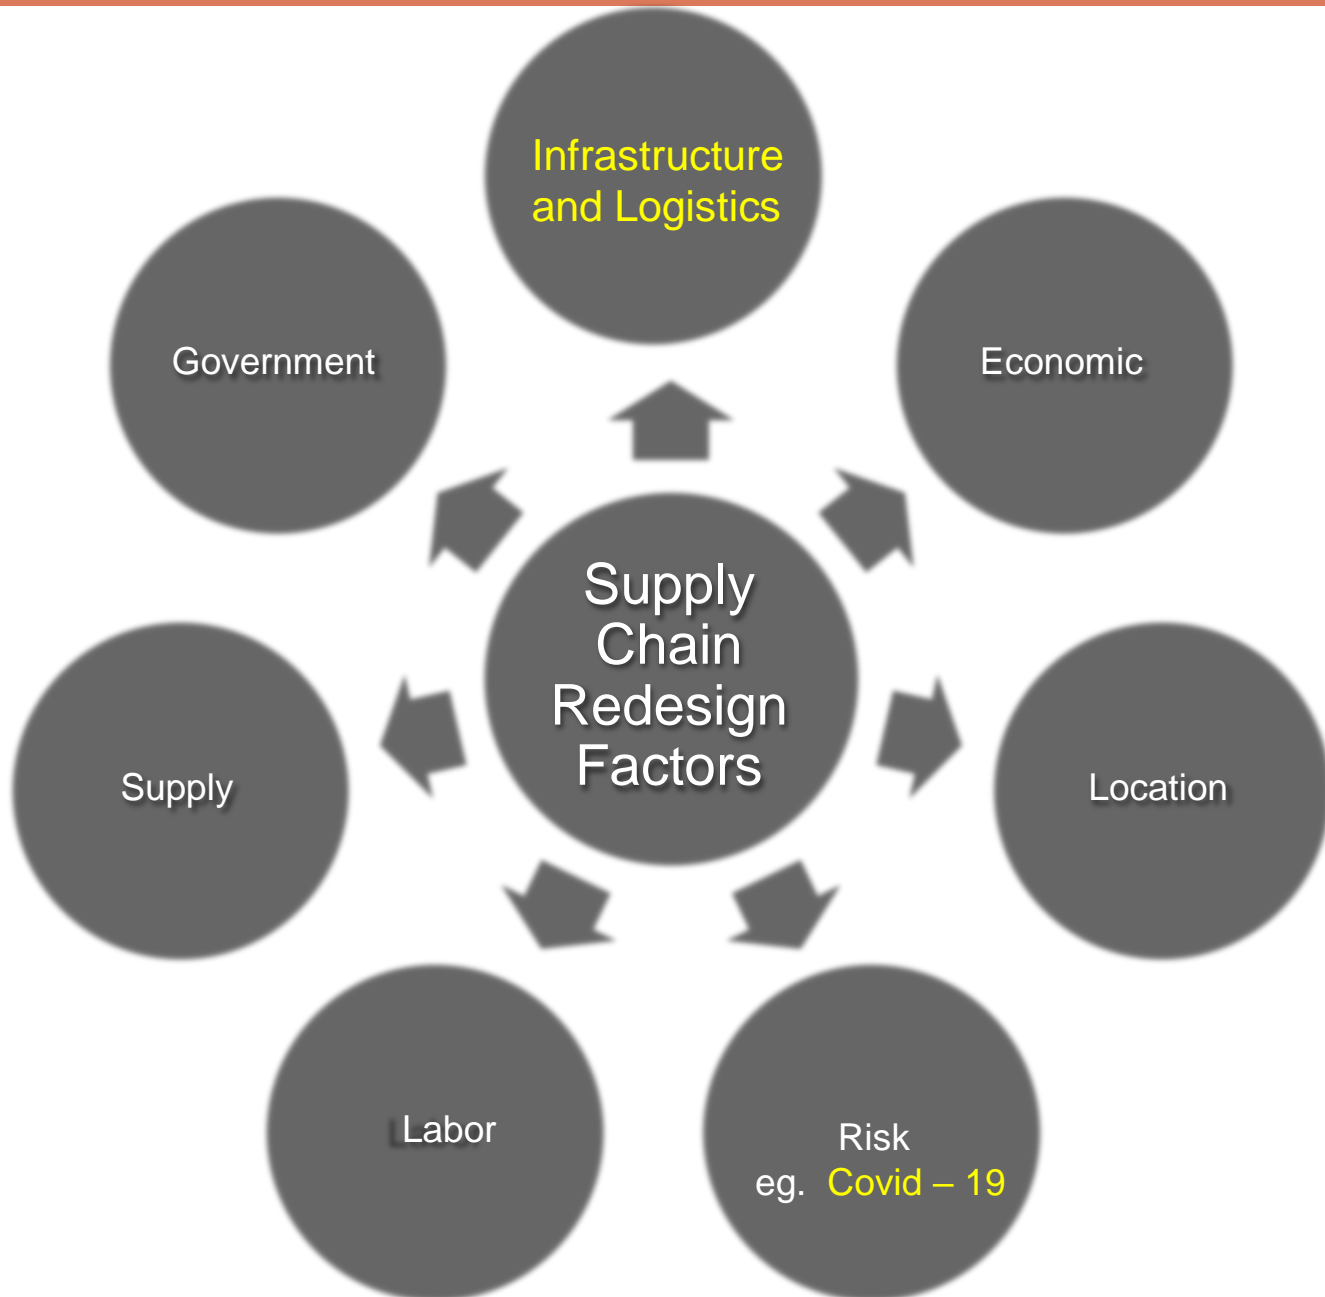 Infrastructure
and Logistics
Government
Economic
Supply
Chain
Redesign
Factors
Supply
Location
Labor
Risk
eg. Covid – 19